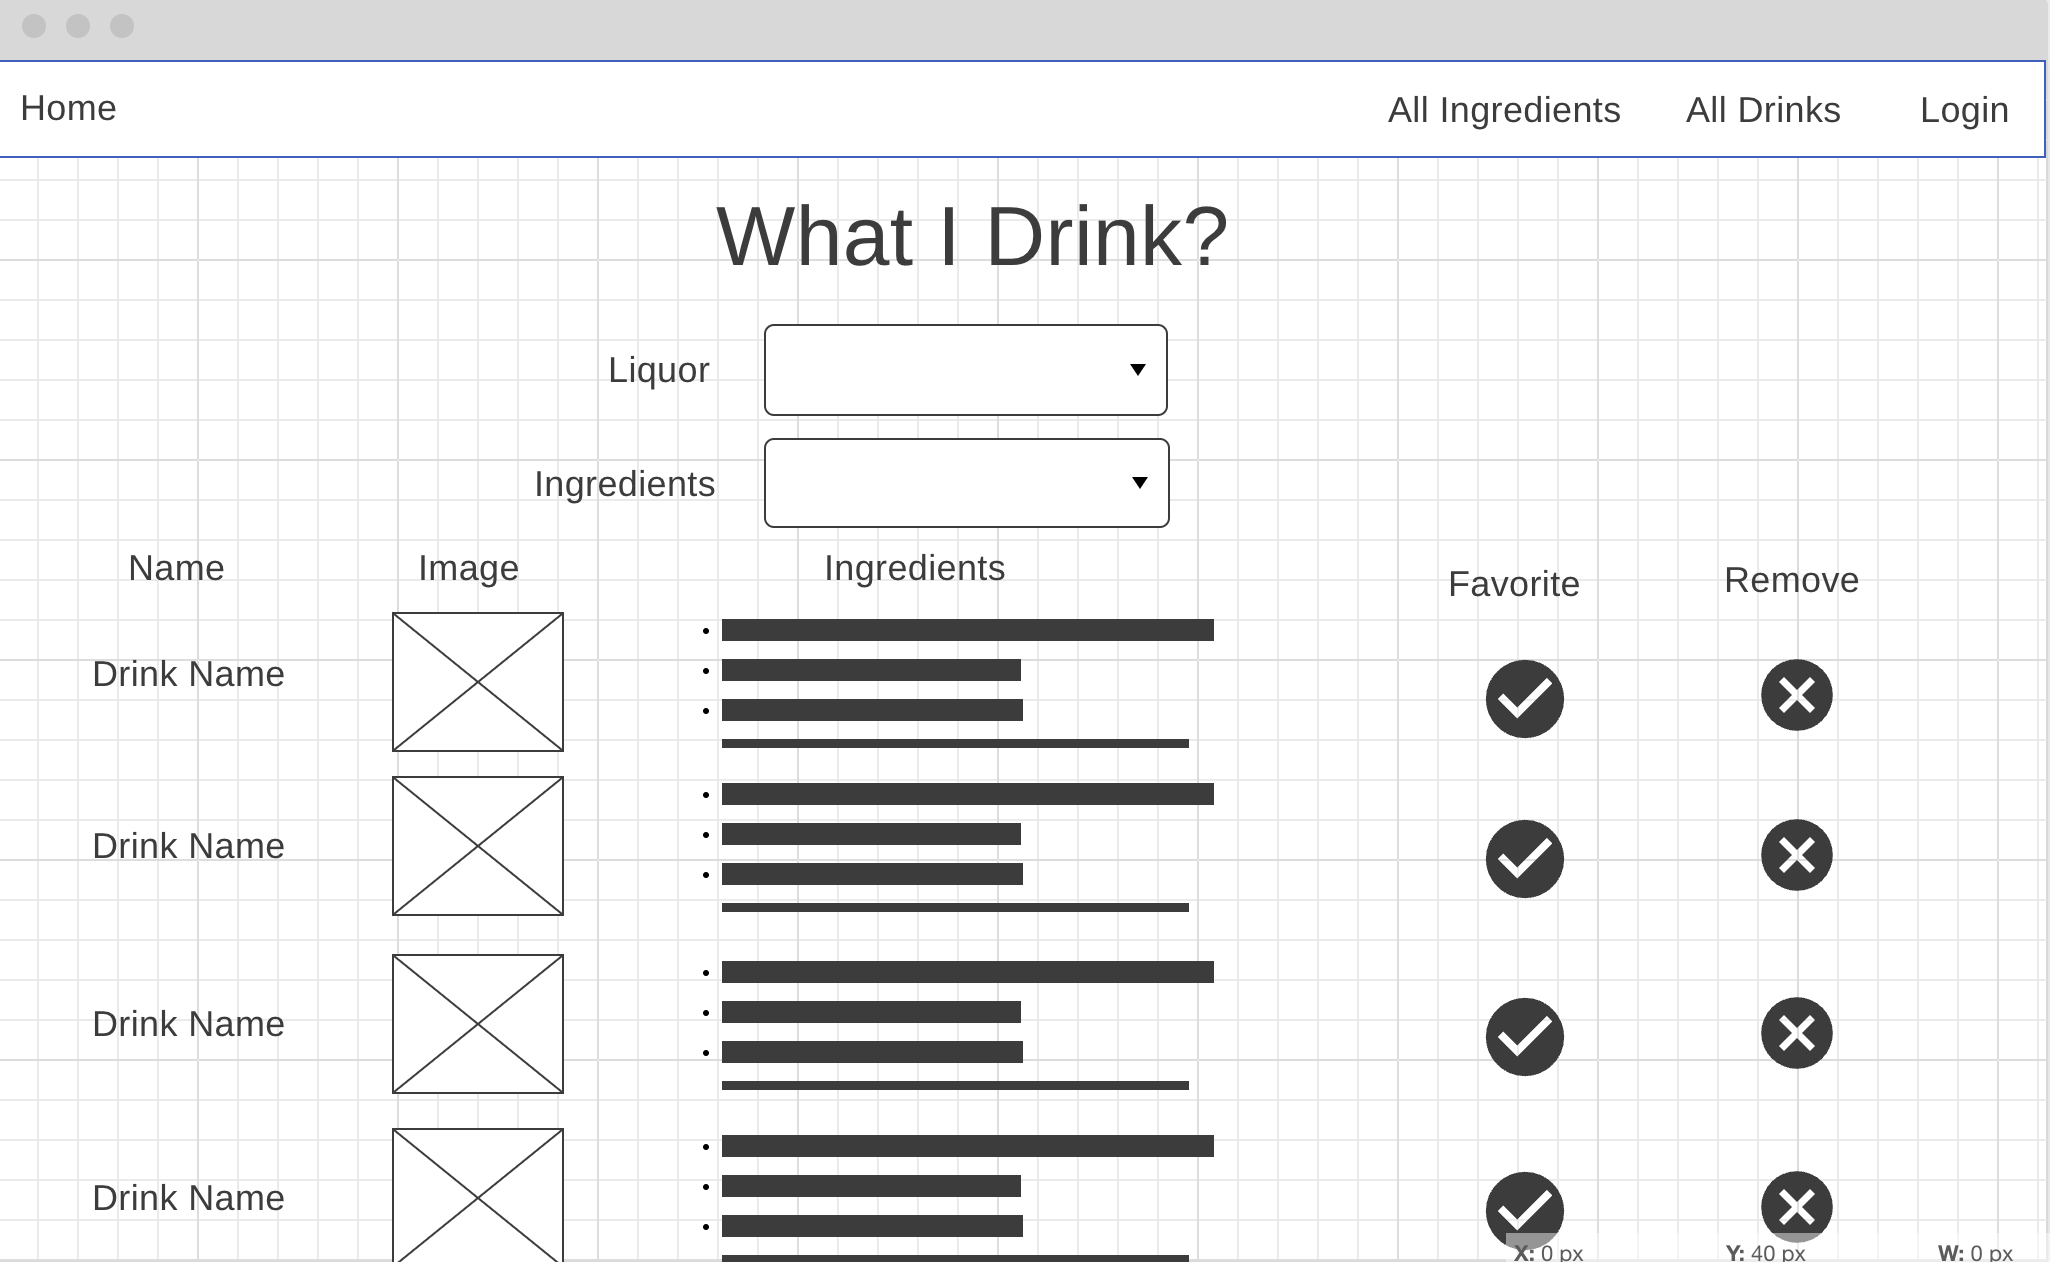 Home All Ingredients All Drinks Login
What I Drink?
Liquor
Ingredients
Name Image Ingredients Favorite Remove
Drink Name
Drink Name
Drink Name
Drink Name
X: 0 px Y: 40 px W: 0 px